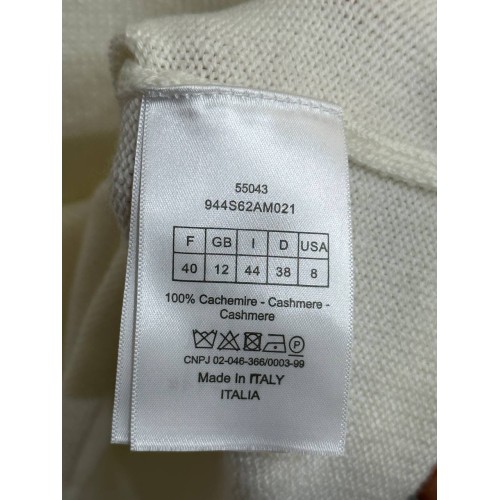 55043
944S62AM021
F GB I D USA
40 12 44 38 8
100% Cachemire - Cashmere -
Cashmere
P
CNPJ 02-046-366/0003-99
Made In ITALY
ITALIA